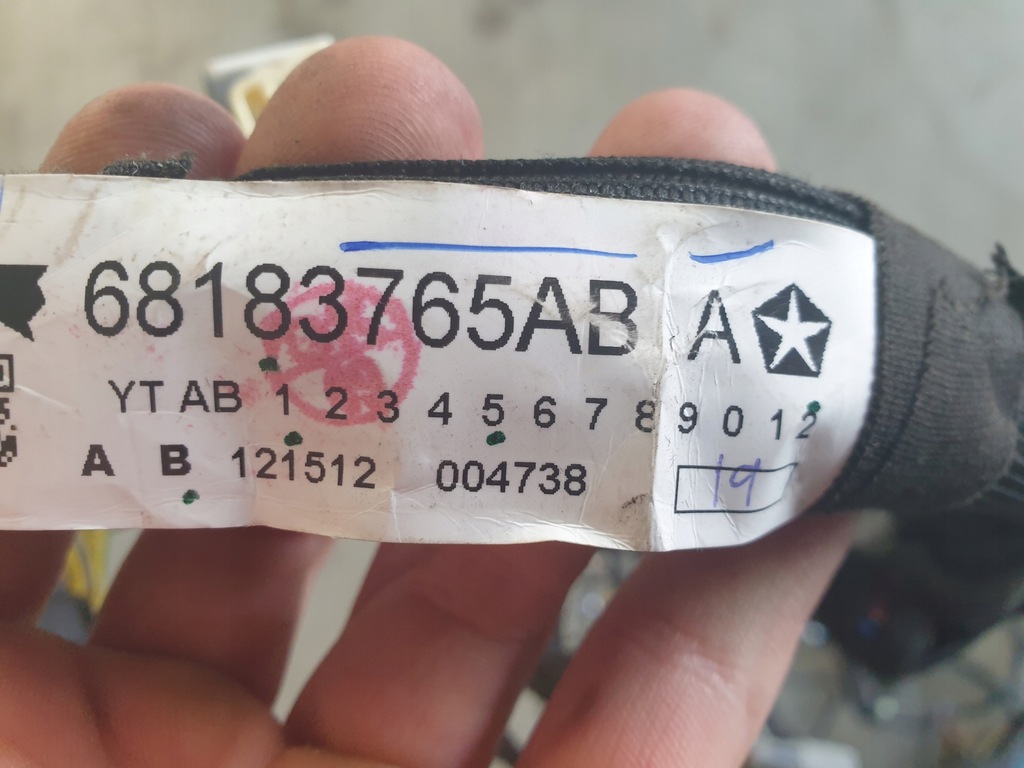 68183765AB A
YT AB 1 2 3 4 5 6 7 8 9 0 1 2
A B 121512 004738 19